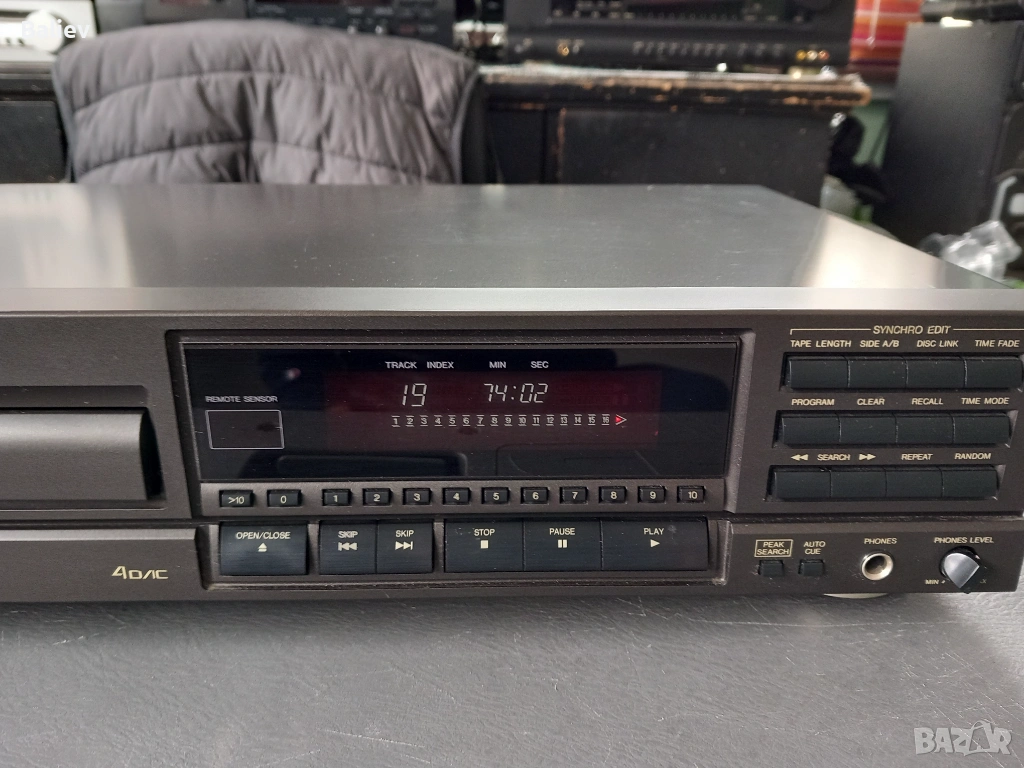 SYNCHRO EDIT
TAPE LENGTH SIDE A/B DISC LINK TIME FADE
TRACK INDEX MIN SEC
19 74:02
REMOTE SENSOR
1 2 3 4 5 6 7 8 9 10 11 12 13 14 15 16
PROGRAM CLEAR RECALL TIME MODE
◀◀ SEARCH ▶▶ REPEAT RANDOM
>10 0 1 2 3 4 5 6 7 8 9 10
OPEN/CLOSE SKIP SKIP STOP PAUSE PLAY
PEAK SEARCH AUTO CUE PHONES PHONES LEVEL
MIN
4DAC
BAZAR